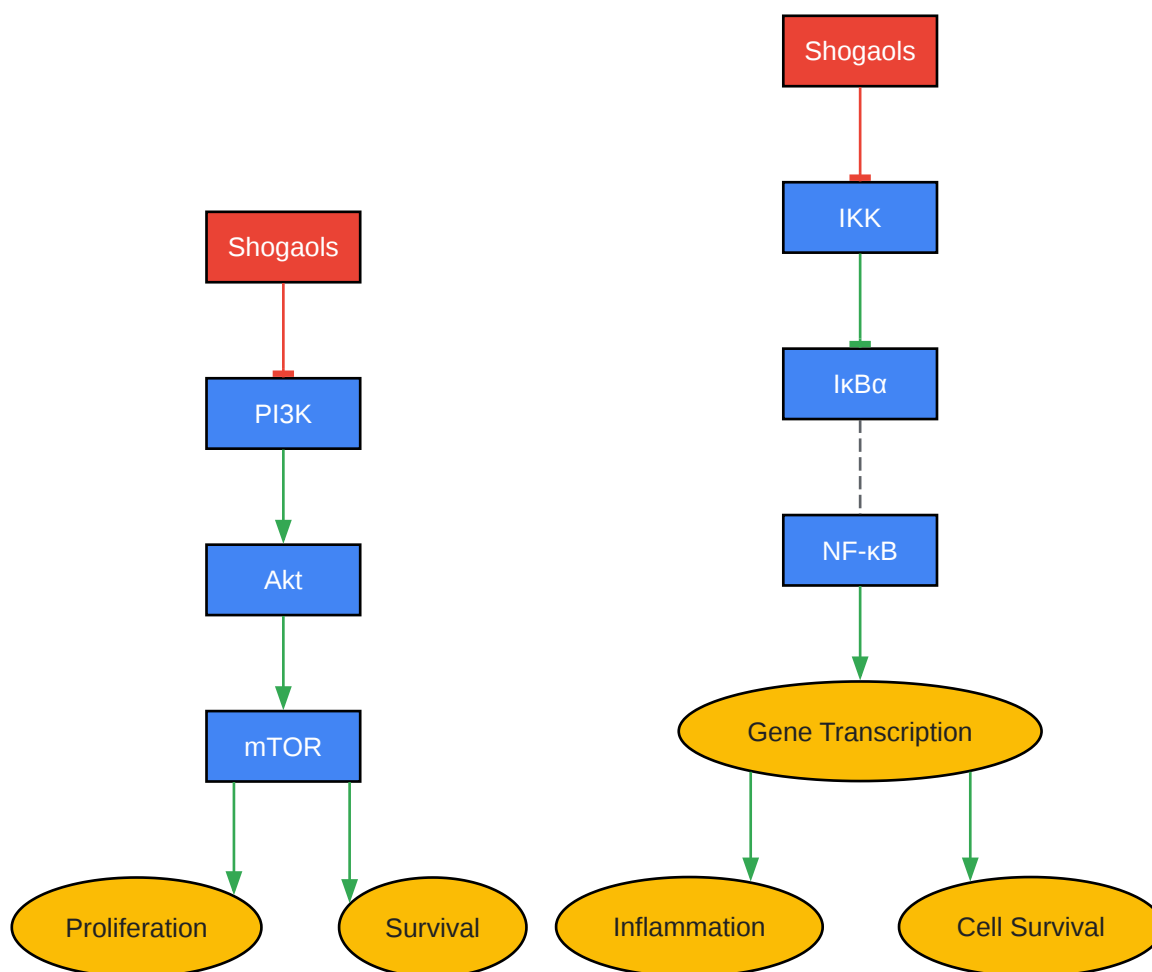 Shogaols
PI3K
Akt
mTOR
Proliferation
Survival
Shogaols
IKK
IκBα
NF-κB
Gene Transcription
Inflammation
Cell Survival